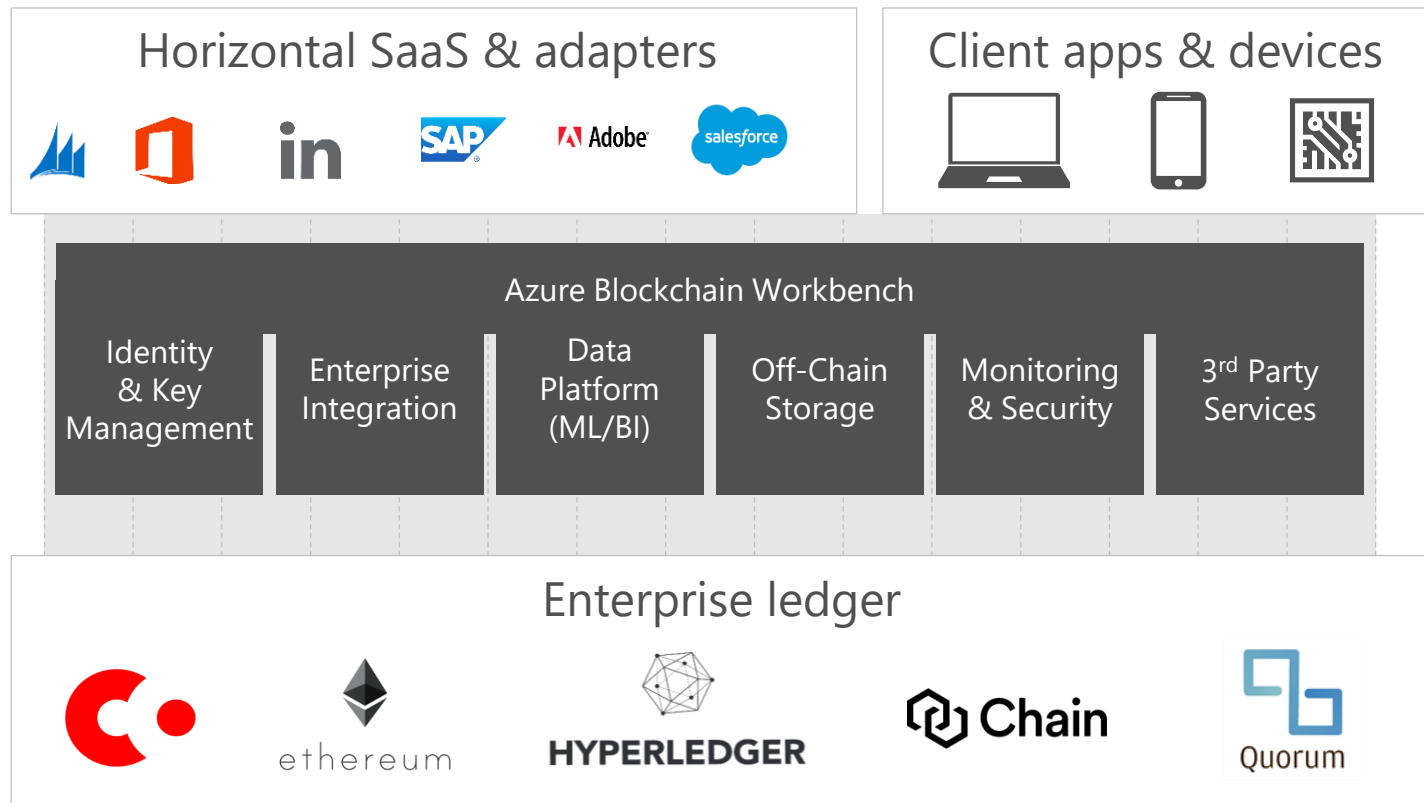 Horizontal SaaS & adapters
in
SAP
®
Adobe
salesforce
Client apps & devices
Azure Blockchain Workbench
Identity
& Key
Management
Enterprise
Integration
Data
Platform
(ML/BI)
Off-Chain
Storage
Monitoring
& Security
3rd Party
Services
Enterprise ledger
ethereum
HYPERLEDGER
Chain
Quorum